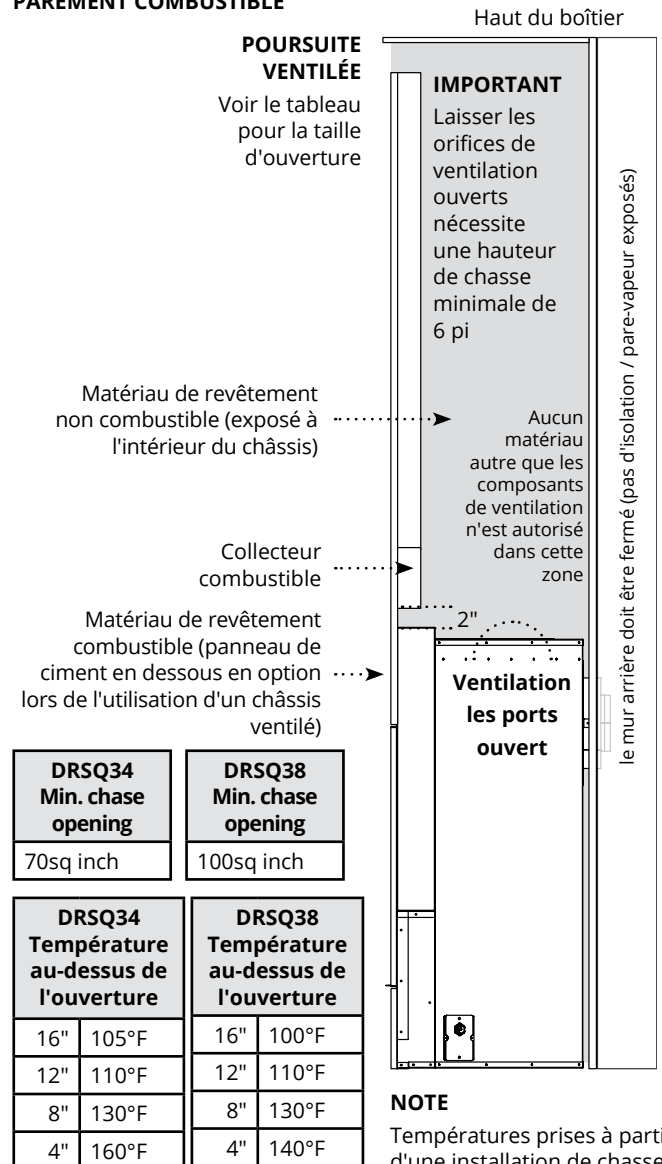 PAREMENT COMBUSTIBLE
Haut du boîtier
POURSUITE
VENTILÉE
Voir le tableau
pour la taille
d'ouverture
IMPORTANT
Laisser les
orifices de
ventilation
ouverts
nécessite
une hauteur
de chasse
minimale de
6 pi
le mur arrière doit être fermé (pas d'isolation / pare-vapeur exposés)
Matériau de revêtement
non combustible (exposé à
l'intérieur du châssis)
Aucun
matériau
autre que les
composants
de ventilation
n'est autorisé
dans cette
zone
Collecteur
combustible
2"
Matériau de revêtement
combustible (panneau de
ciment en dessous en option
lors de l'utilisation d'un châssis
ventilé)
Ventilation
les ports
ouvert
DRSQ34
Min. chase
opening
70sq inch
DRSQ38
Min. chase
opening
100sq inch
DRSQ34
Température
au-dessus de
l'ouverture
16" 105°F
12" 110°F
8" 130°F
4" 160°F
DRSQ38
Température
au-dessus de
l'ouverture
16" 100°F
12" 110°F
8" 130°F
4" 140°F
NOTE
Températures prises à parti
d'une installation de chasse